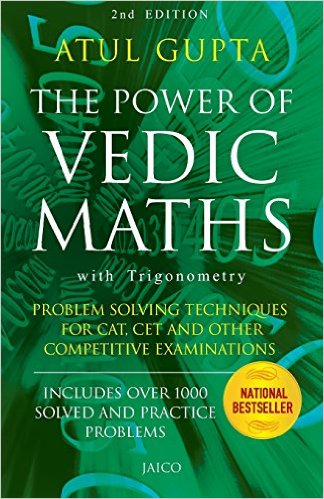 2nd EDITION
ATUL GUPTA
THE POWER OF
VEDIC
MATHS
with Trigonometry
PROBLEM SOLVING TECHNIQUES
FOR CAT, CET AND OTHER
COMPETITIVE EXAMINATIONS
INCLUDES OVER 1000
SOLVED AND PRACTICE
PROBLEMS
NATIONAL
BESTSELLER
JAICO